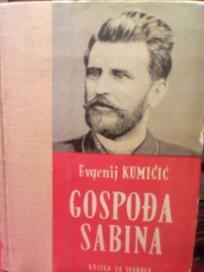 Evgenij KUMIČIĆ
GOSPOĐA
SABINA
KNJIGA ZA SVAKOGA